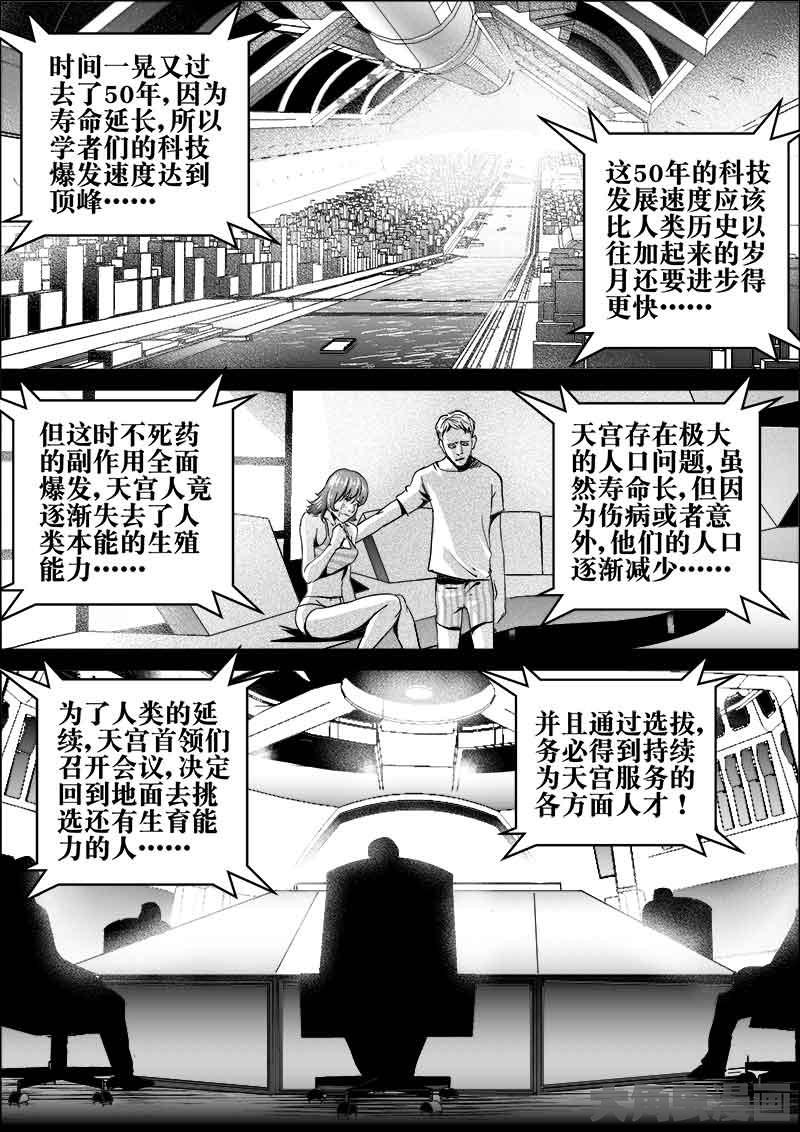 时间一晃又过
去了50年，因为
寿命延长，所以
学者们的科技
爆发速度达到
顶峰……
这50年的科技
发展速度应该
比人类历史以
往加起来的岁
月还要进步得
更快……
但这时不死药
的副作用全面
爆发，天宫人竟
逐渐失去了人
类本能的生殖
能力……
天宫存在极大
的人口问题，虽
然寿命长，但因
为伤病或者意
外，他们的人口
逐渐减少……
为了人类的延
续，天宫首领们
召开会议，决定
回到地面去挑
选还有生育能
力的人……
并且通过选拔，
务必得到持续
为天宫服务的
各方面人才！